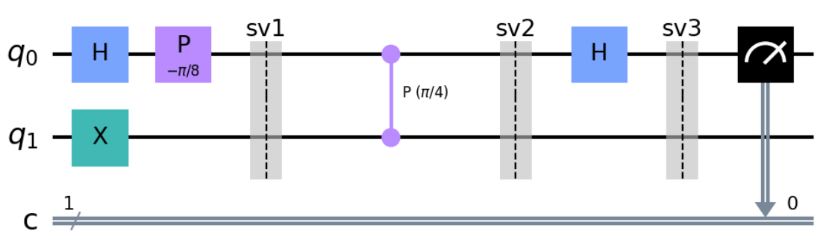 sv1 sv2 sv3
q0 H P H
−π/8
P (π/4)
q1 X
1 0
c